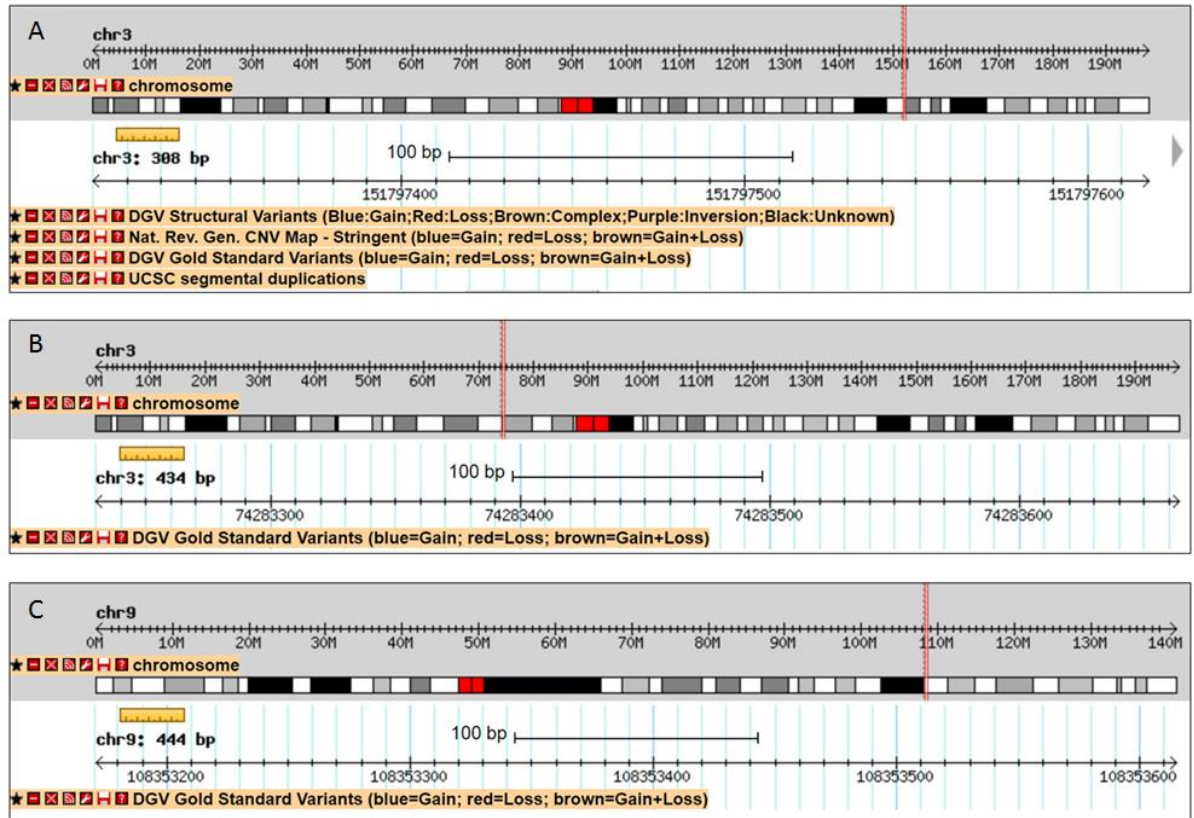 A
chr3
0M 10M 20M 30M 40M 50M 60M 70M 80M 90M 100M 110M 120M 130M 140M 150M 160M 170M 180M 190M
chromosome
chr3: 308 bp
100 bp
151797400 151797500 151797600
DGV Structural Variants (Blue:Gain;Red:Loss;Brown:Complex;Purple:Inversion;Black:Unknown)
Nat. Rev. Gen. CNV Map - Stringent (blue=Gain; red=Loss; brown=Gain+Loss)
DGV Gold Standard Variants (blue=Gain; red=Loss; brown=Gain+Loss)
UCSC segmental duplications
B
chr3
0M 10M 20M 30M 40M 50M 60M 70M 80M 90M 100M 110M 120M 130M 140M 150M 160M 170M 180M 190M
chromosome
chr3: 434 bp
100 bp
74283300 74283400 74283500 74283600
DGV Gold Standard Variants (blue=Gain; red=Loss; brown=Gain+Loss)
C
chr9
0M 10M 20M 30M 40M 50M 60M 70M 80M 90M 100M 110M 120M 130M 140M
chromosome
chr9: 444 bp
100 bp
108353200 108353300 108353400 108353500 108353600
DGV Gold Standard Variants (blue=Gain; red=Loss; brown=Gain+Loss)